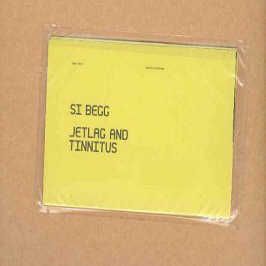 SI BEGG
JETLAG AND
TINNITUS